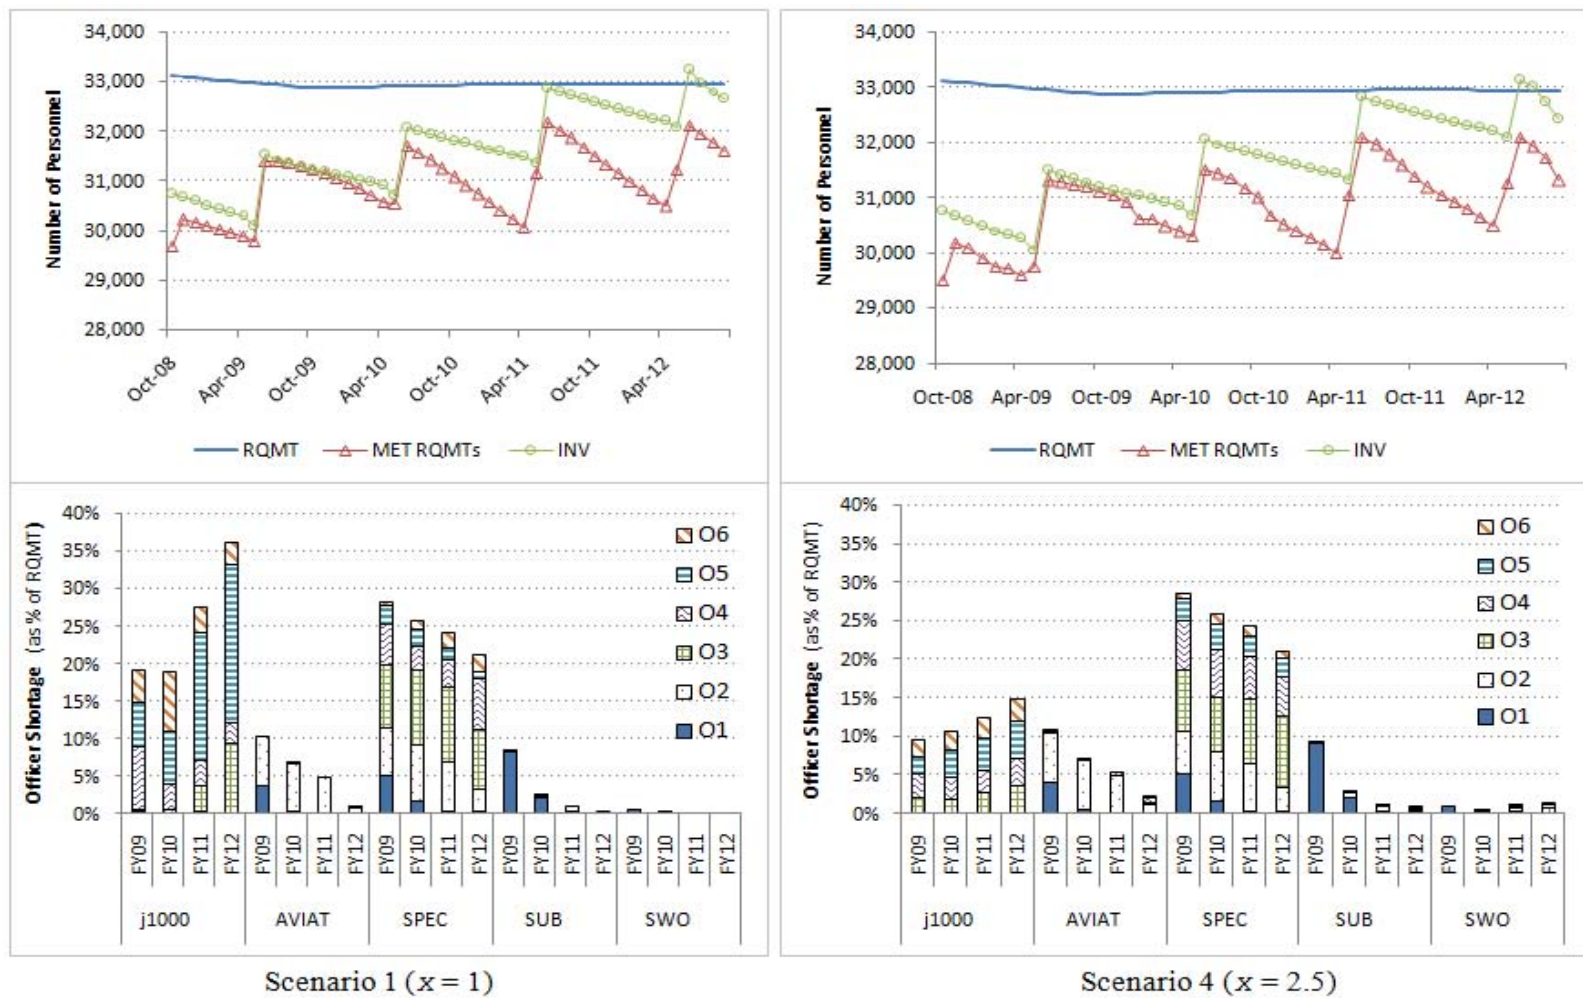 34,000
33,000
32,000
31,000
30,000
29,000
28,000
Number of Personnel
Oct-08
Apr-09
Oct-09
Apr-10
Oct-10
Apr-11
Oct-11
Apr-12
RQMT MET RQMTs INV
34,000
33,000
32,000
31,000
30,000
29,000
28,000
Number of Personnel
Oct-08 Apr-09 Oct-09 Apr-10 Oct-10 Apr-11 Oct-11 Apr-12
RQMT MET RQMTs INV
40%
35%
30%
25%
20%
15%
10%
5%
0%
Officer Shortage (as% of RQMT)
O6
O5
O4
O3
O2
O1
FY09 FY10 FY11 FY12 FY09 FY10 FY11 FY12 FY09 FY10 FY11 FY12 FY09 FY10 FY11 FY12 FY09 FY10 FY11 FY12
j1000 AVIAT SPEC SUB SWO
Scenario 1 (x = 1)
40%
35%
30%
25%
20%
15%
10%
5%
0%
Officer Shortage (as% of RQMT)
O6
O5
O4
O3
O2
O1
FY09 FY10 FY11 FY12 FY09 FY10 FY11 FY12 FY09 FY10 FY11 FY12 FY09 FY10 FY11 FY12 FY09 FY10 FY11 FY12
j1000 AVIAT SPEC SUB SWO
Scenario 4 (x = 2.5)